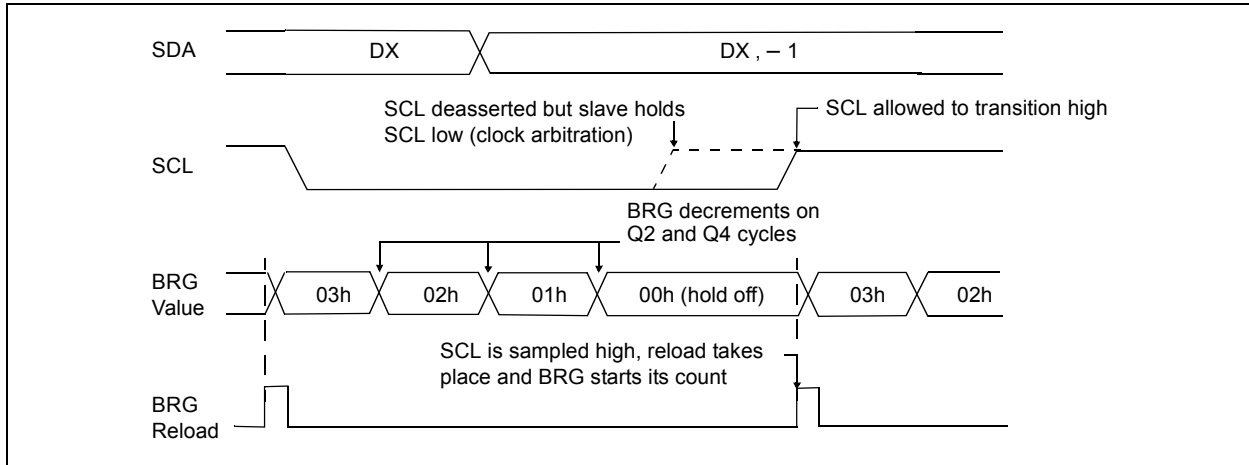 SDA
DX
DX , – 1
SCL deasserted but slave holds
SCL low (clock arbitration)
SCL allowed to transition high
SCL
BRG decrements on
Q2 and Q4 cycles
BRG
Value
03h
02h
01h
00h (hold off)
03h
02h
SCL is sampled high, reload takes
place and BRG starts its count
BRG
Reload